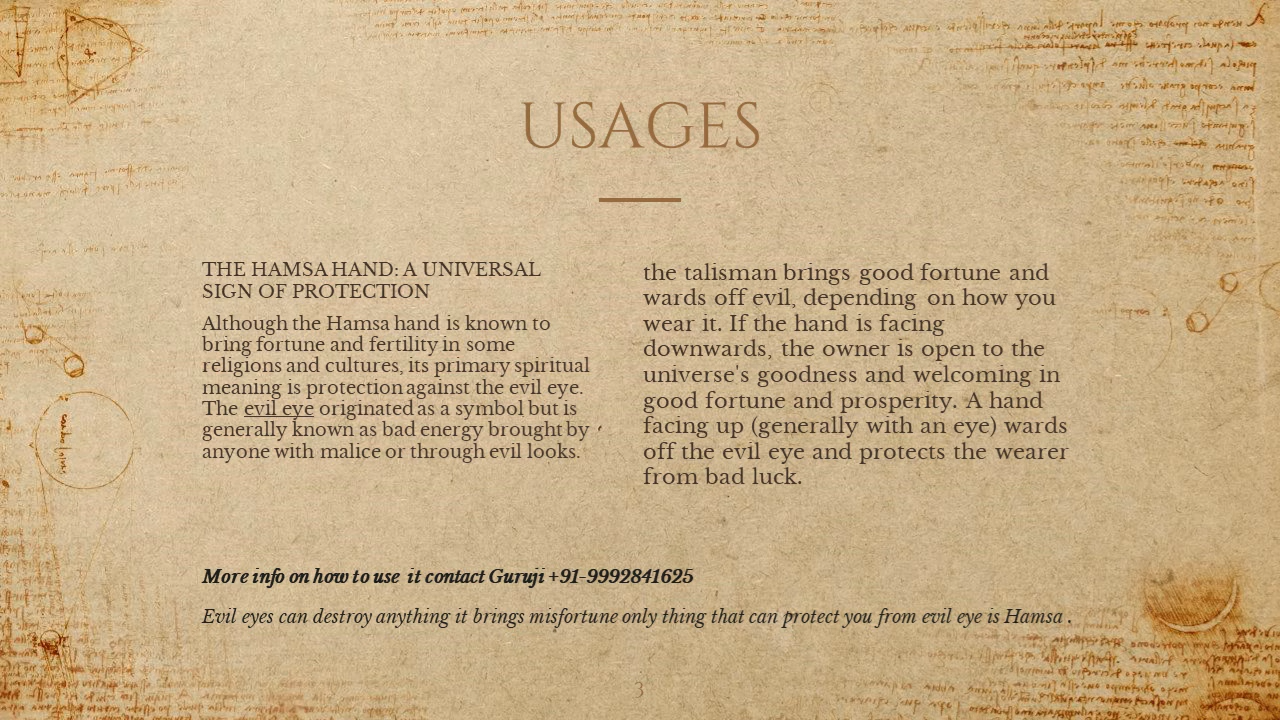 USAGES
THE HAMSA HAND: A UNIVERSAL
SIGN OF PROTECTION
Although the Hamsa hand is known to
bring fortune and fertility in some
religions and cultures, its primary spiritual
meaning is protection against the evil eye.
The evil eye originated as a symbol but is
generally known as bad energy brought by
anyone with malice or through evil looks.
the talisman brings good fortune and
wards off evil, depending on how you
wear it. If the hand is facing
downwards, the owner is open to the
universe's goodness and welcoming in
good fortune and prosperity. A hand
facing up (generally with an eye) wards
off the evil eye and protects the wearer
from bad luck.
More info on how to use it contact Guruji +91-9992841625
Evil eyes can destroy anything it brings misfortune only thing that can protect you from evil eye is Hamsa .
3